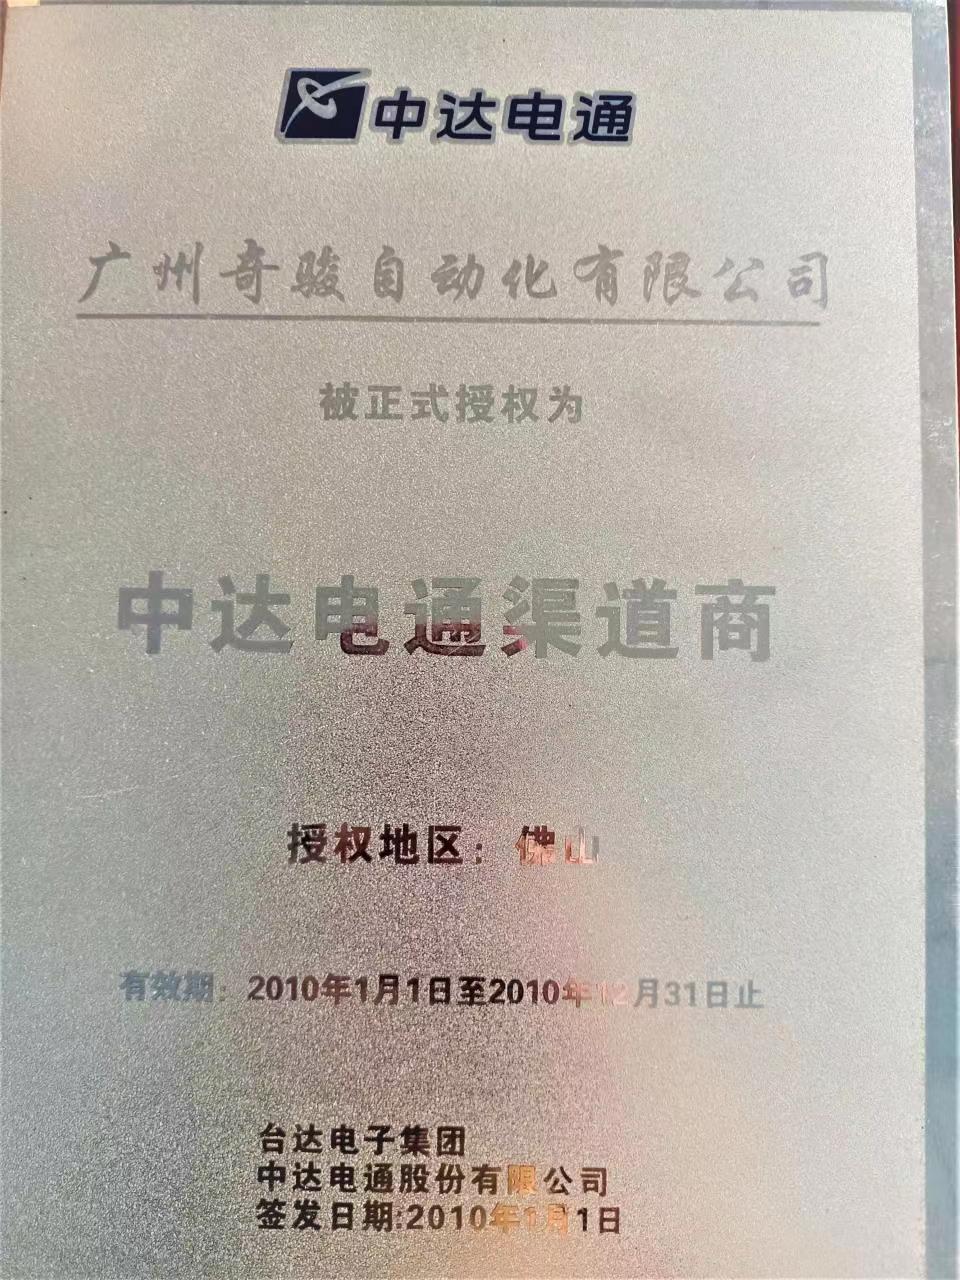 中达电通
广州奇骏自动化有限公司
被正式授权为
中达电通渠道商
授权地区：佛山
有效期：2010年1月1日至2010年12月31日止
台达电子集团
中达电通股份有限公司
签发日期:2010年1月1日